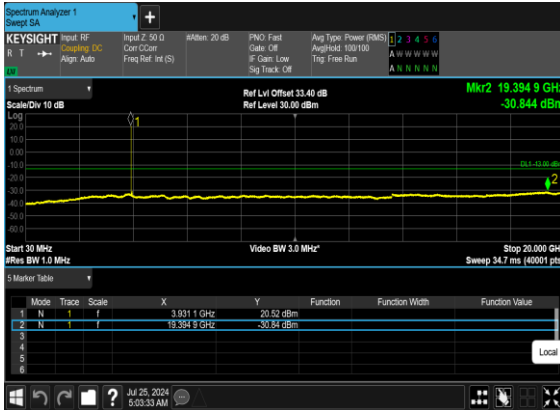 Spectrum Analyzer 1
Swept SA
+
KEYSIGHT Input: RF Input Z: 50 Ω #Atten: 20 dB PNO: Fast Avg Type: Power (RMS) 1 2 3 4 5 6
R T Coupling: DC Corr CCorr Gate: Off Avg|Hold: 100/100 A W W W W W
Align: Auto Freq Ref: Int (S) IF Gain: Low Trig: Free Run
Sig Track: Off A N N N N N
LXI
1 Spectrum
Scale/Div 10 dB
Ref Lvl Offset 33.40 dB
Ref Level 30.00 dBm
Mkr2 19.394 9 GHz
-30.844 dBm
Log
20.0
10.0
0.00
-10.0
-20.0
-30.0
-40.0
-50.0
-60.0
1
DL1 -13.00 dBm
2
Start 30 MHz Video BW 3.0 MHz* Stop 20.000 GH
#Res BW 1.0 MHz Sweep 34.7 ms (40001 pts
5 Marker Table
Mode Trace Scale X Y Function Function Width Function Value
1 N 1 f 3.931 1 GHz 20.52 dBm
2 N 1 f 19.394 9 GHz -30.84 dBm
3
4
5
6
Local
? Jul 25, 2024
5:03:33 AM